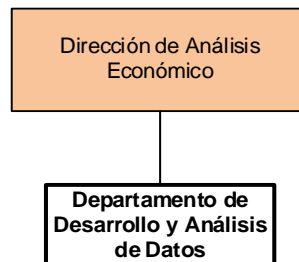 Dirección de Análisis
Económico
Departamento de
Desarrollo y Análisis
de Datos